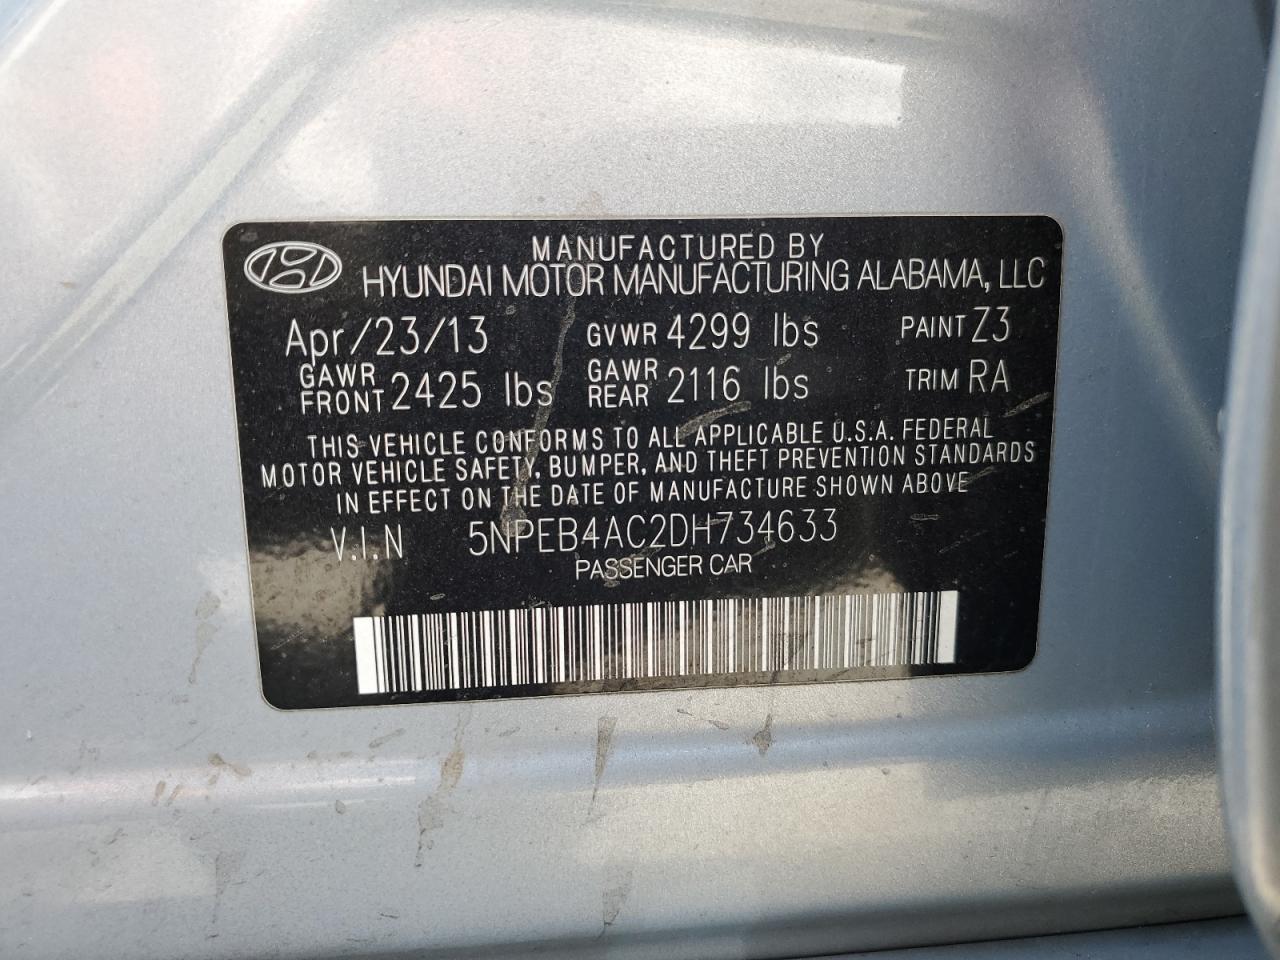 MANUFACTURED BY
HYUNDAI MOTOR MANUFACTURING ALABAMA, LLC
Apr/23/13 GVWR 4299 lbs PAINT Z3
GAWR FRONT 2425 lbs GAWR REAR 2116 lbs TRIM RA
THIS VEHICLE CONFORMS TO ALL APPLICABLE U.S.A. FEDERAL
MOTOR VEHICLE SAFETY, BUMPER, AND THEFT PREVENTION STANDARDS
IN EFFECT ON THE DATE OF MANUFACTURE SHOWN ABOVE
V.I.N 5NPEB4AC2DH734633
PASSENGER CAR